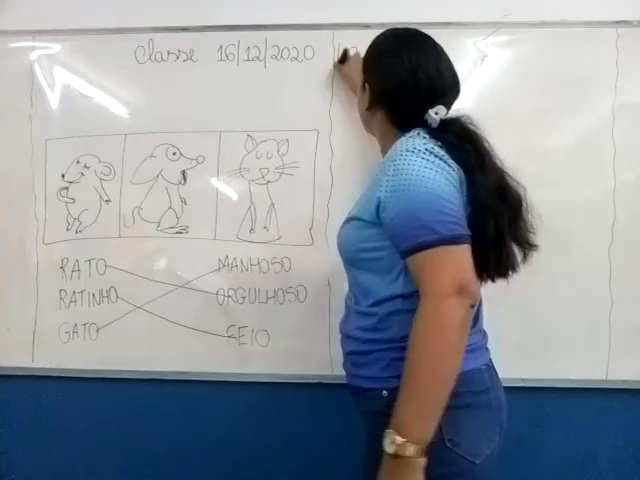 Classe 16/12/2020
RATO MANHOSO
RATINHO ORGULHOSO
GATO FEIO